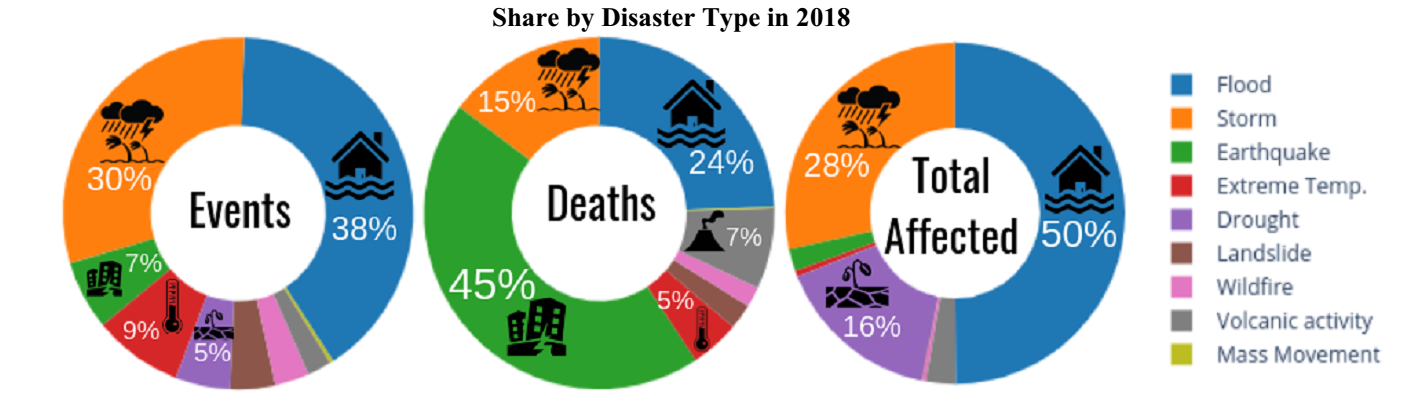 Share by Disaster Type in 2018
30%
38%
7%
9%
5%
Events
15%
24%
7%
5%
45%
Deaths
28%
50%
16%
Total
Affected
Flood
Storm
Earthquake
Extreme Temp.
Drought
Landslide
Wildfire
Volcanic activity
Mass Movement